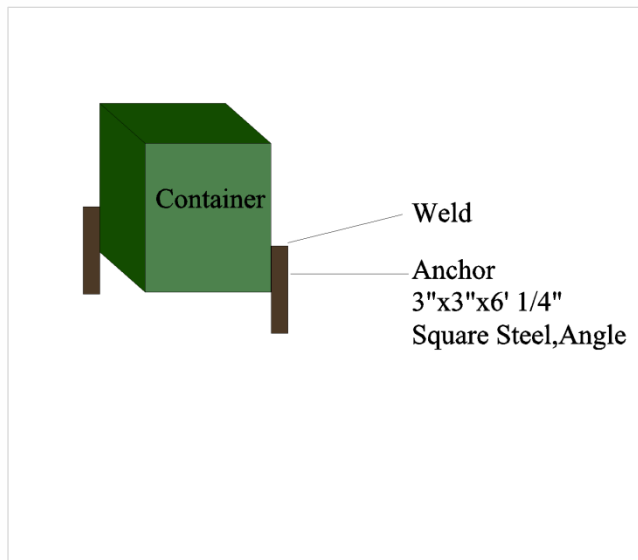 Container
Weld
Anchor
3"x3"x6' 1/4"
Square Steel,Angle